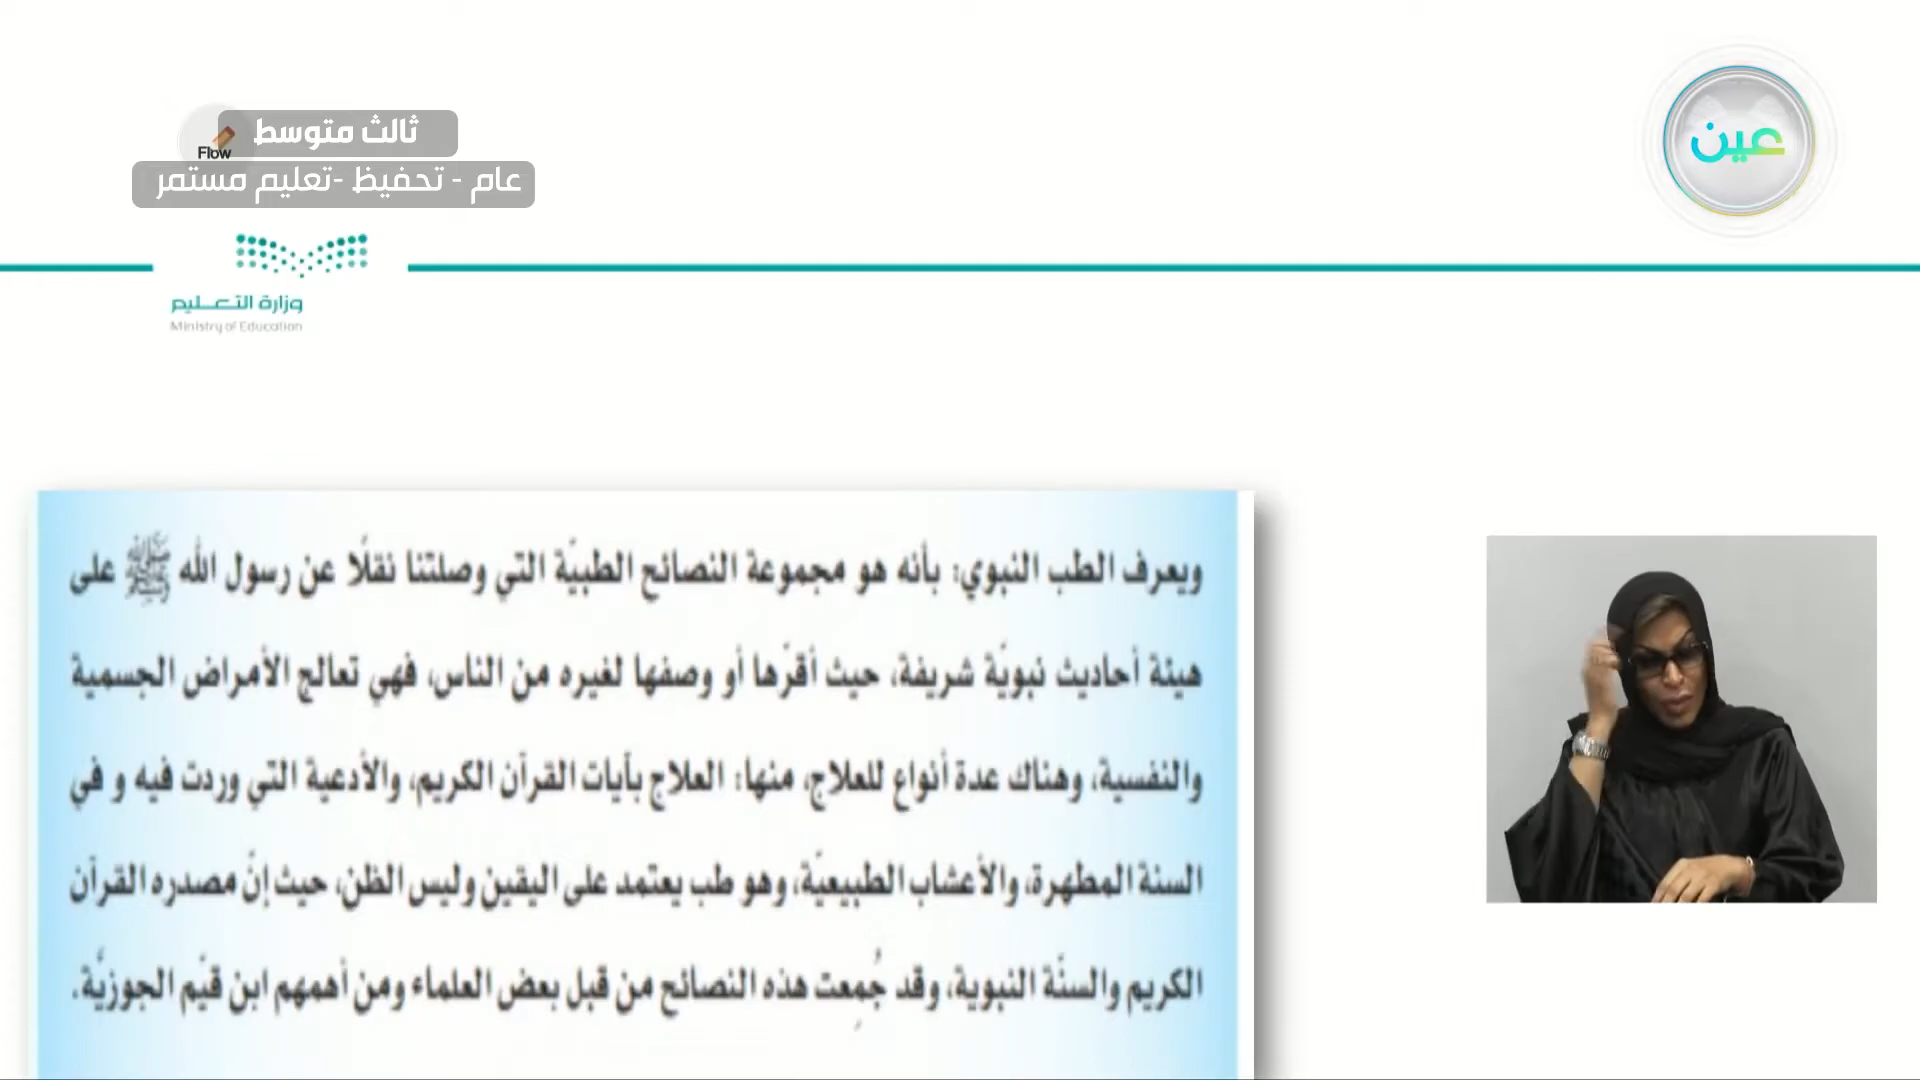 عين
ثالث متوسط
Flow
عام - تحفيظ -تعليم مستمر
وزارة التعـــليم
Ministry of Education
ويعرف الطب النبوي: بأنه هو مجموعة النصائح الطبيّة التي وصلتنا نقلًا عن رسول الله ﷺ على
هيئة أحاديث نبويّة شريفة، حيث أقرّها أو وصفها لغيره من الناس، فهي تعالج الأمراض الجسمية
والنفسية، وهناك عدة أنواع للعلاج، منها: العلاج بأيات القرآن الكريم، والأدعية التي وردت فيه و في
السنة المطهرة، والأعشاب الطبيعيّة، وهو طب يعتمد على اليقين وليس الظن، حيث إنّ مصدره القرآن
الكريم والسنّة النبوية، وقد جُمِعت هذه النصائح من قبل بعض العلماء ومن أهمهم ابن قيّم الجوزيّة.